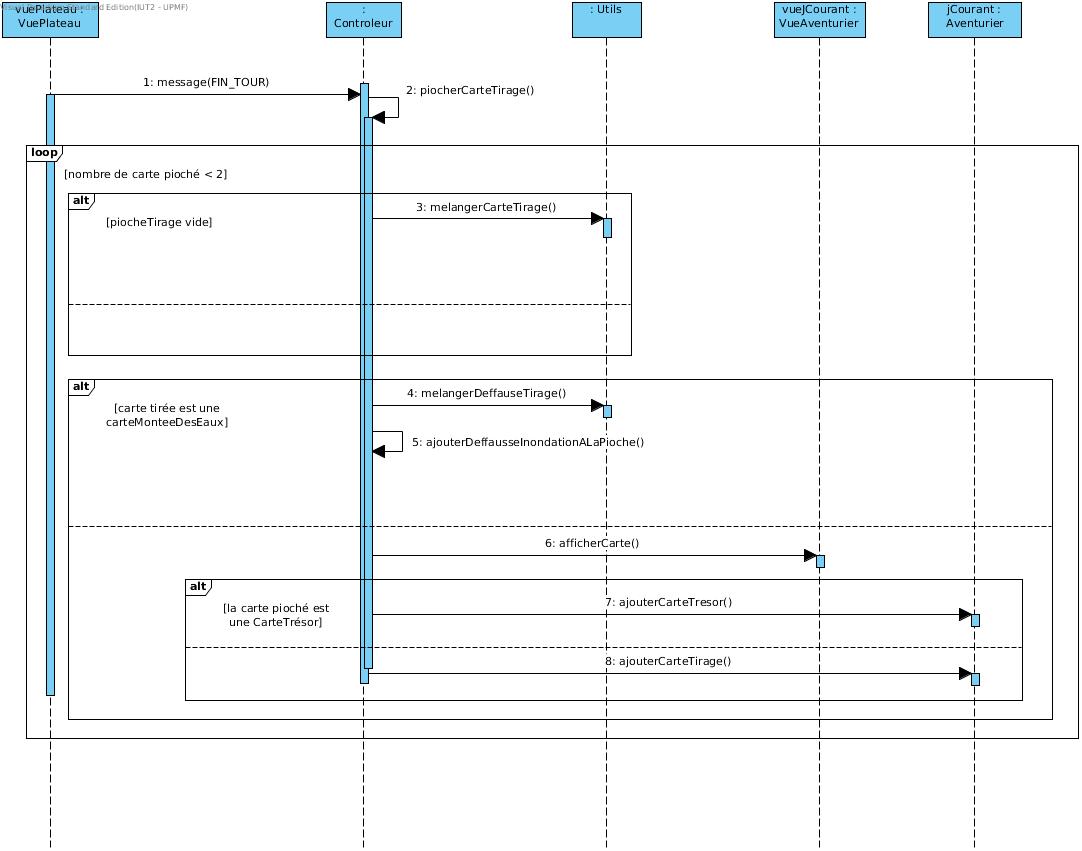 Standard Edition(IUT2 - UPMF)
vuePlateau :
VuePlateau
:
Controleur
: Utils
vueJCourant :
VueAventurier
jCourant :
Aventurier
1: message(FIN_TOUR)
2: piocherCarteTirage()
loop
[nombre de carte pioché < 2]
alt
3: melangerCarteTirage()
[piocheTirage vide]
alt
4: melangerDeffauseTirage()
[carte tirée est une
carteMonteeDesEaux]
5: ajouterDeffausseInondationALaPioche()
6: afficherCarte()
alt
7: ajouterCarteTresor()
[la carte pioché est
une CarteTrésor]
8: ajouterCarteTirage()